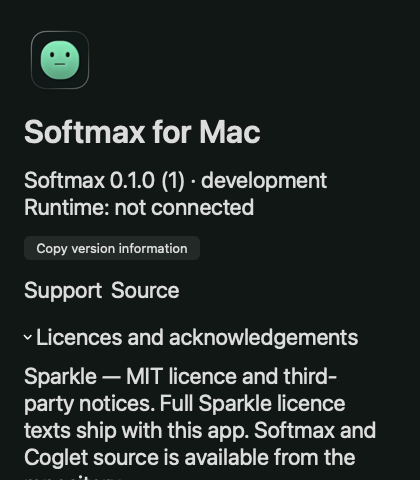 Softmax for Mac
Softmax 0.1.0 (1) · development
Runtime: not connected
Copy version information
Support Source
Licences and acknowledgements
Sparkle — MIT licence and third-
party notices. Full Sparkle licence
texts ship with this app. Softmax and
Coglet source is available from the